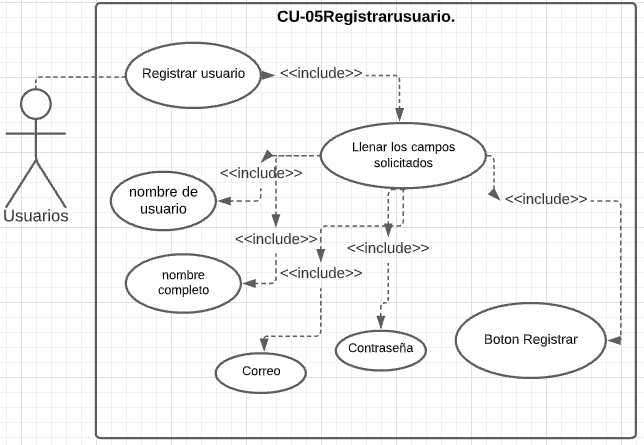 CU-05Registrarusuario.
Registrar usuario
<<include>>
Llenar los campos
solicitados
<<include>>
nombre de
usuario
<<include>>
Usuarios
<<include>>
<<include>>
nombre
completo
<<include>>
Boton Registrar
Contraseña
Correo